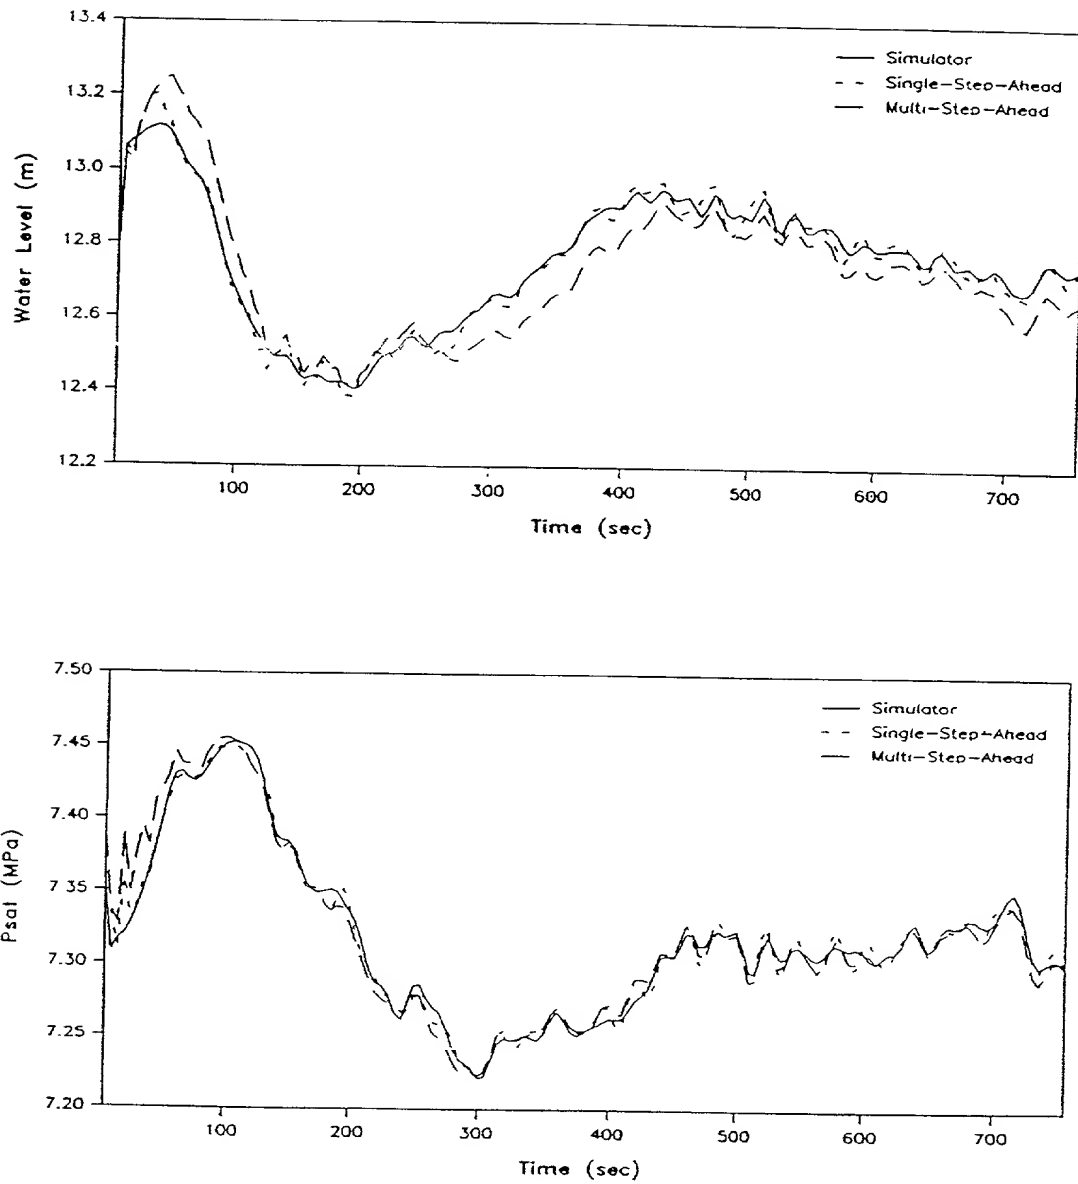 13.4
13.2
13.0
12.8
12.6
12.4
12.2
Water Level (m)
Simulator
Single-Step-Ahead
Multi-Step-Ahead
100 200 300 400 500 600 700
Time (sec)
7.50
7.45
7.40
7.35
7.30
7.25
7.20
Psat (MPa)
Simulator
Single-Step-Ahead
Multi-Step-Ahead
100 200 300 400 500 600 700
Time (sec)